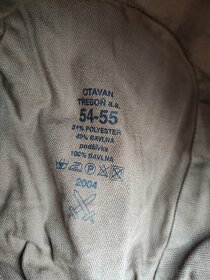 OTAVAN
TŘEBOŇ a.s.
54-55
51% POLYESTER
49% BAVLNA
podšívka
100% BAVLNA
P
2004